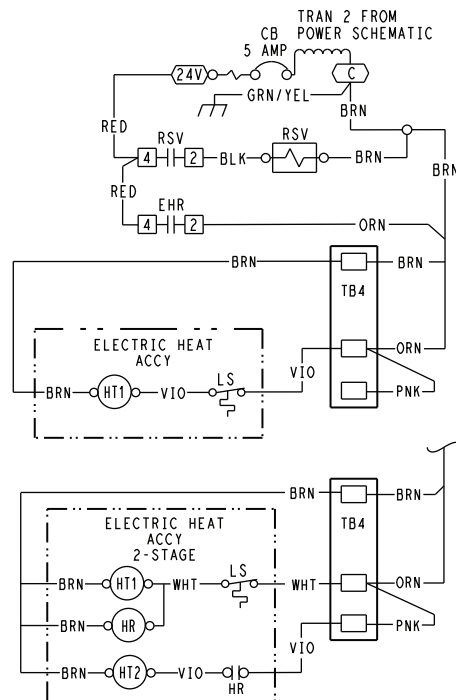 TRAN 2 FROM
POWER SCHEMATIC
CB
5 AMP
24V
C
GRN/YEL
BRN
RED
RSV
4
2
BLK
RSV
BRN
BRN
RED
EHR
4
2
ORN
BRN
BRN
TB4
ELECTRIC HEAT
ACCY
ORN
VIO
BRN
HT1
VIO
LS
PNK
BRN
BRN
TB4
ELECTRIC HEAT
ACCY
2-STAGE
BRN
HT1
WHT
LS
WHT
ORN
BRN
HR
PNK
VIO
BRN
HT2
VIO
HR